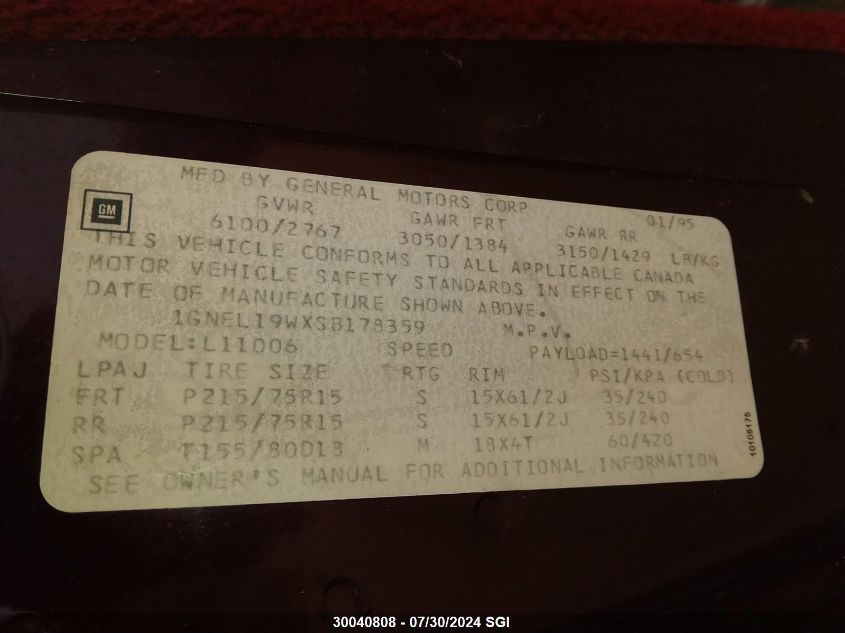 MFD BY GENERAL MOTORS CORP 01/95
GM
GVWR GAWR FRT GAWR RR
6100/2767 3050/1384 3150/1429 LB/KG
THIS VEHICLE CONFORMS TO ALL APPLICABLE CANADA
MOTOR VEHICLE SAFETY STANDARDS IN EFFECT ON THE
DATE OF MANUFACTURE SHOWN ABOVE.
1GNEL19WXSB178359 M.P.V.
MODEL:L11006 SPEED PAYLOAD=1441/654
LPAJ TIRE SIZE RTG RIM PSI/KPA (COLD)
FRT P215/75R15 S 15X61/2J 35/240
RR P215/75R15 S 15X61/2J 35/240
SPA T155/80D18 M 18X4T 60/420
SEE OWNER'S MANUAL FOR ADDITIONAL INFORMATION
10106175
30040808 - 07/30/2024 SGI